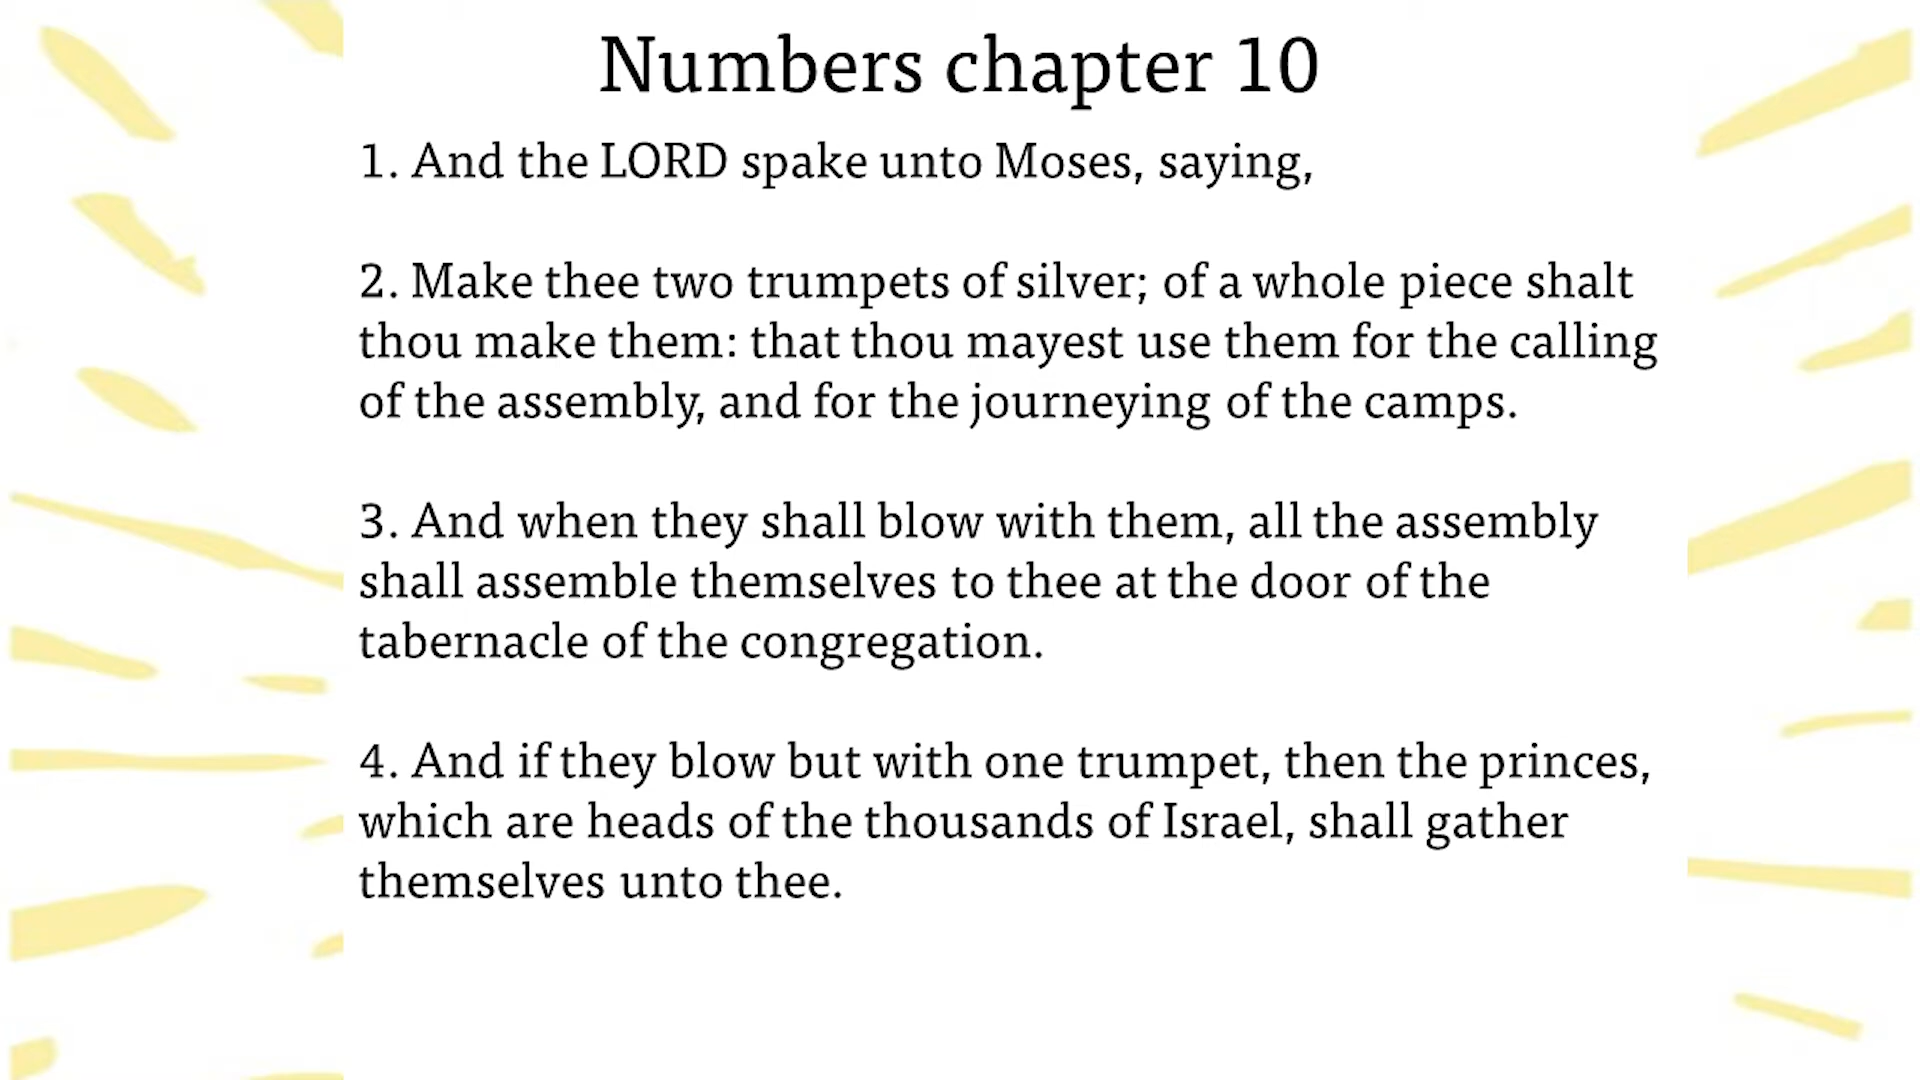 Numbers chapter 10
1. And the LORD spake unto Moses, saying,
2. Make thee two trumpets of silver; of a whole piece shalt
thou make them: that thou mayest use them for the calling
of the assembly, and for the journeying of the camps.
3. And when they shall blow with them, all the assembly
shall assemble themselves to thee at the door of the
tabernacle of the congregation.
4. And if they blow but with one trumpet, then the princes,
which are heads of the thousands of Israel, shall gather
themselves unto thee.